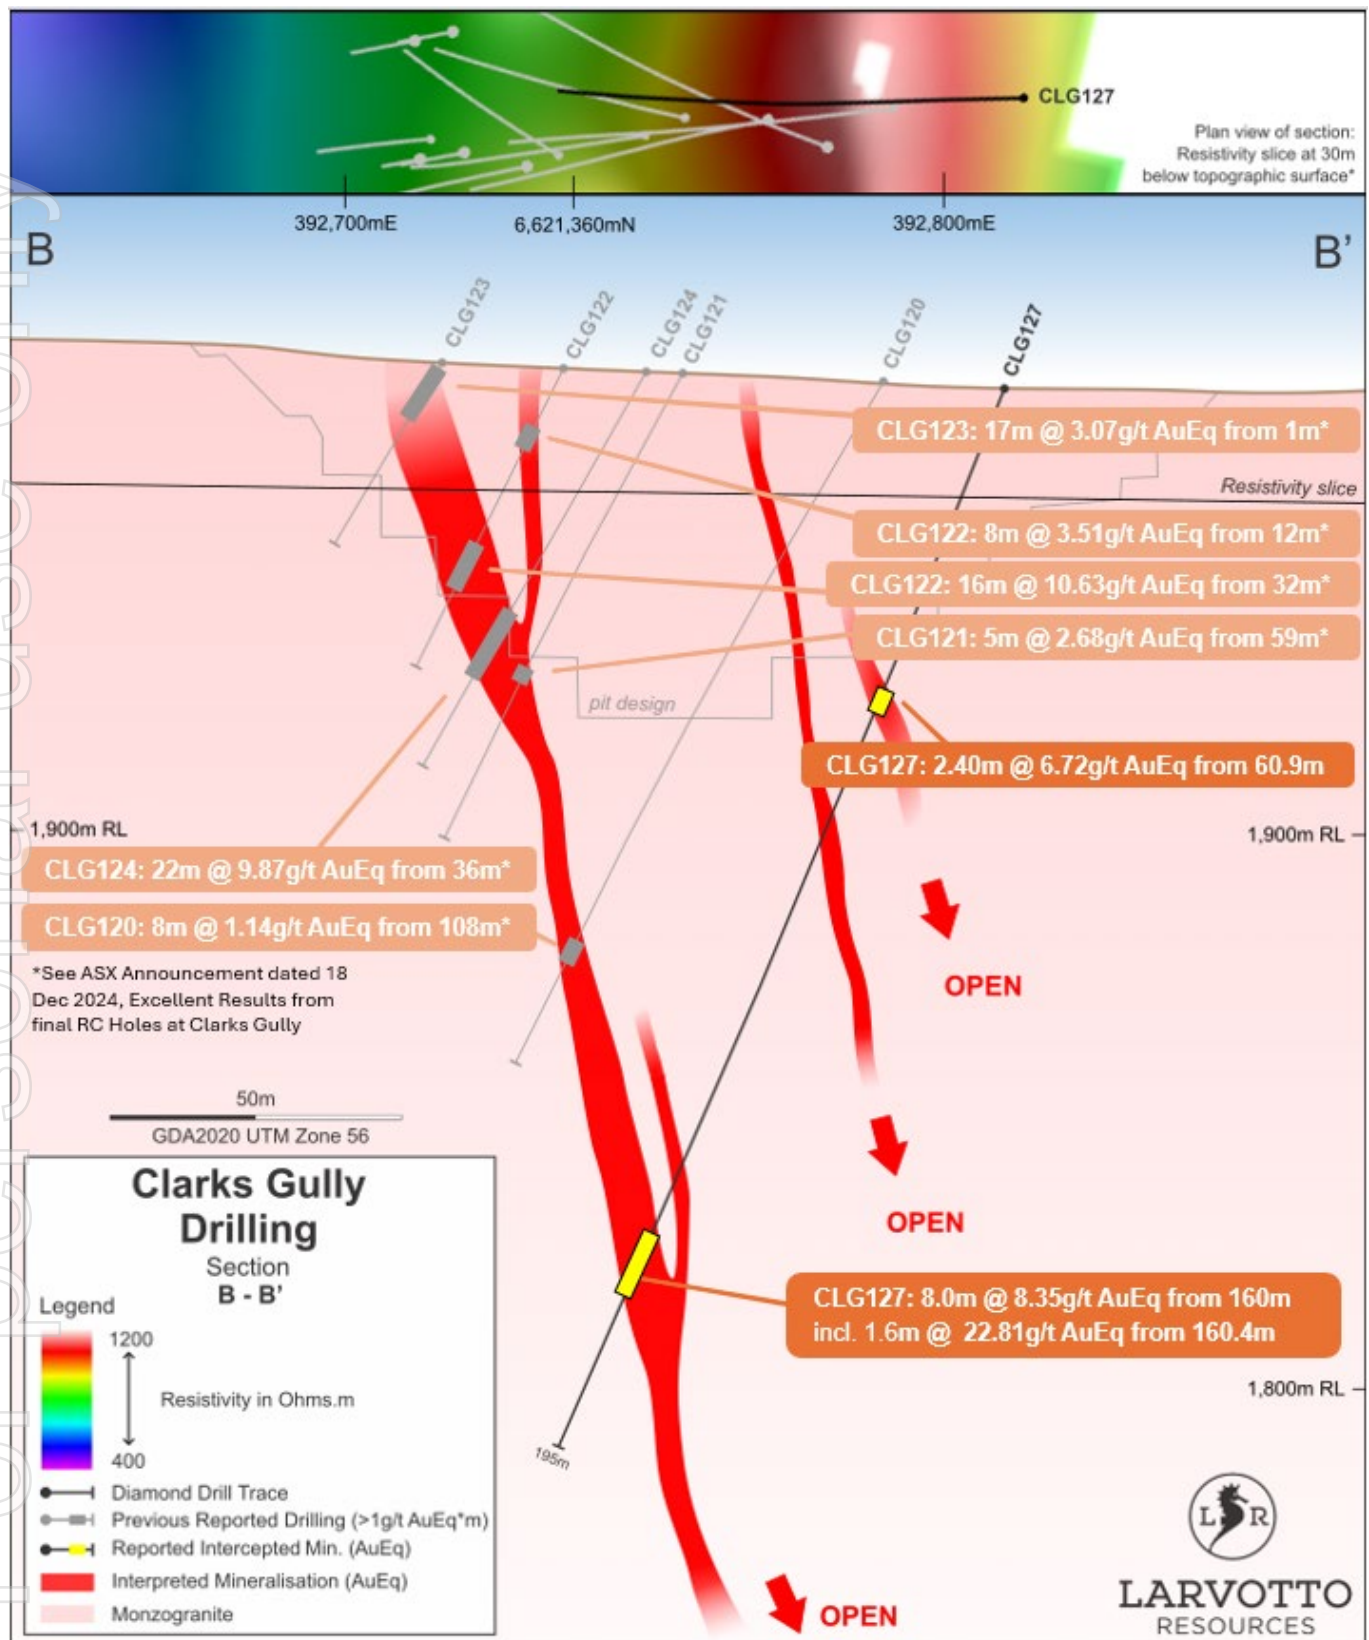 CLG127
Plan view of section:
Resistivity slice at 30m
below topographic surface*
392,700mE
6,621,360mN
392,800mE
B
B'
CLG123
CLG122
CLG124
CLG121
CLG120
CLG127
CLG123: 17m @ 3.07g/t AuEq from 1m*
Resistivity slice
CLG122: 8m @ 3.51g/t AuEq from 12m*
CLG122: 16m @ 10.63g/t AuEq from 32m*
CLG121: 5m @ 2.68g/t AuEq from 59m*
pit design
CLG127: 2.40m @ 6.72g/t AuEq from 60.9m
1,900m RL
1,900m RL
CLG124: 22m @ 9.87g/t AuEq from 36m*
CLG120: 8m @ 1.14g/t AuEq from 108m*
*See ASX Announcement dated 18
Dec 2024, Excellent Results from
final RC Holes at Clarks Gully
OPEN
50m
GDA2020 UTM Zone 56
OPEN
Clarks Gully
Drilling
Section
B - B'
Legend
1200
Resistivity in Ohms.m
400
Diamond Drill Trace
Previous Reported Drilling (>1g/t AuEq*m)
Reported Intercepted Min. (AuEq)
Interpreted Mineralisation (AuEq)
Monzogranite
CLG127: 8.0m @ 8.35g/t AuEq from 160m
incl. 1.6m @ 22.81g/t AuEq from 160.4m
1,800m RL
195m
OPEN
L R
LARVOTTO
RESOURCES
For personal use only